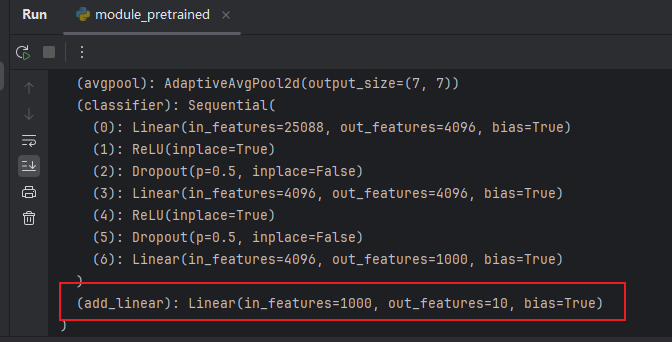 Run module_pretrained
(avgpool): AdaptiveAvgPool2d(output_size=(7, 7))
(classifier): Sequential(
(0): Linear(in_features=25088, out_features=4096, bias=True)
(1): ReLU(inplace=True)
(2): Dropout(p=0.5, inplace=False)
(3): Linear(in_features=4096, out_features=4096, bias=True)
(4): ReLU(inplace=True)
(5): Dropout(p=0.5, inplace=False)
(6): Linear(in_features=4096, out_features=1000, bias=True)
)
(add_linear): Linear(in_features=1000, out_features=10, bias=True)
)